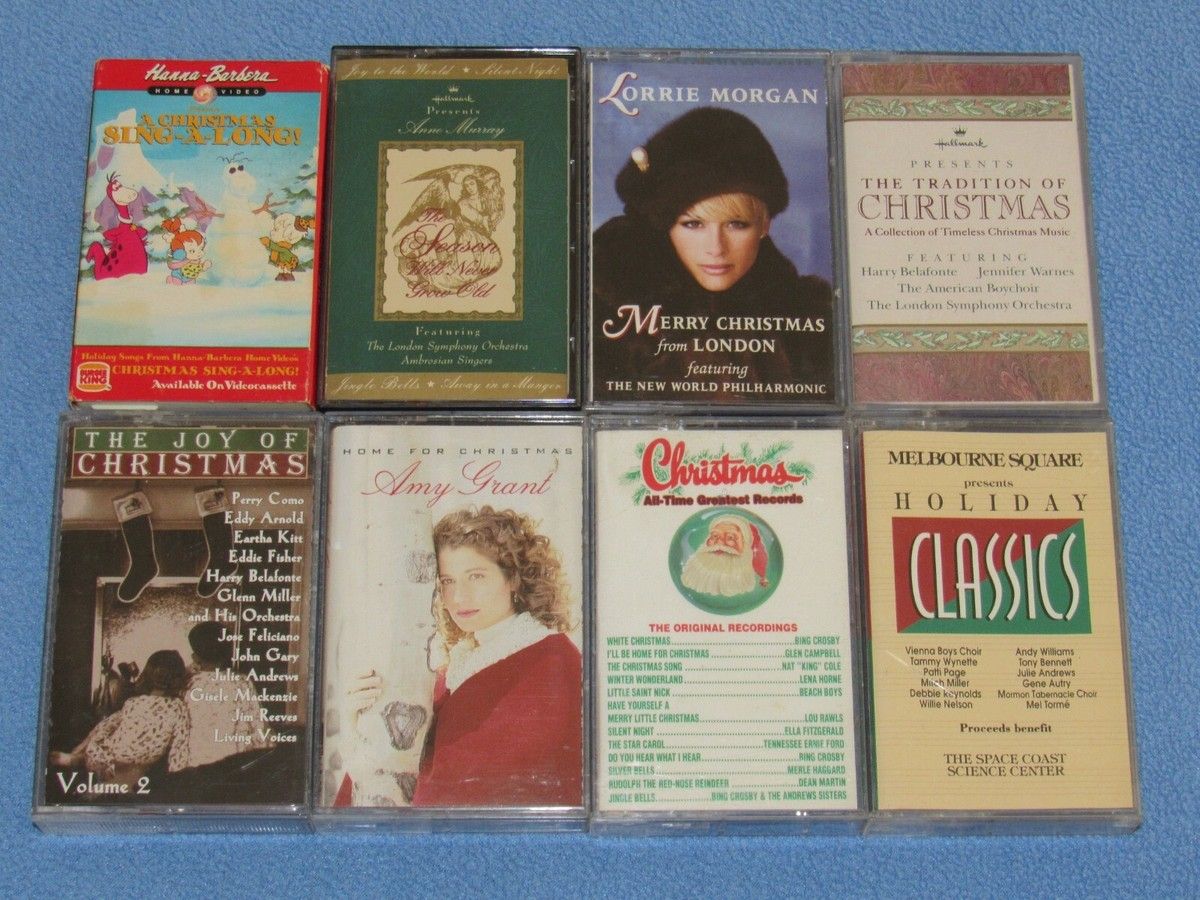 Hanna-Barbera
HOME VIDEO
A CHRISTMAS
SING-A-LONG!
Holiday Songs From Hanna-Barbera Home Video's
CHRISTMAS SING-A-LONG!
Available On Videocassette
BURGER
KING
Joy to the World ★ Silent Night
Hallmark
Presents
Anne Murray
The
Season
Will Never
Grow Old
Featuring
The London Symphony Orchestra
Ambrosian Singers
Jingle Bells ★ Away in a Manger
LORRIE MORGAN
MERRY CHRISTMAS
from LONDON
featuring
THE NEW WORLD PHILHARMONIC
Hallmark
PRESENTS
THE TRADITION OF
CHRISTMAS
A Collection of Timeless Christmas Music
FEATURING
Harry Belafonte Jennifer Warnes
The American Boychoir
The London Symphony Orchestra
THE JOY OF
CHRISTMAS
Perry Como
Eddy Arnold
Eartha Kitt
Eddie Fisher
Harry Belafonte
Glenn Miller
and His Orchestra
Jose Feliciano
John Gary
Julie Andrews
Gisele Mackenzie
Jim Reeves
Living Voices
Volume 2
HOME FOR CHRISTMAS
Amy Grant
Christmas
All-Time Greatest Records
THE ORIGINAL RECORDINGS
WHITE CHRISTMAS BING CROSBY
I'LL BE HOME FOR CHRISTMAS GLEN CAMPBELL
THE CHRISTMAS SONG NAT "KING" COLE
WINTER WONDERLAND LENA HORNE
LITTLE SAINT NICK BEACH BOYS
HAVE YOURSELF A
MERRY LITTLE CHRISTMAS LOU RAWLS
SILENT NIGHT ELLA FITZGERALD
THE STAR CAROL TENNESSEE ERNIE FORD
DO YOU HEAR WHAT I HEAR BING CROSBY
SILVER BELLS MERLE HAGGARD
RUDOLPH THE RED-NOSE REINDEER DEAN MARTIN
JINGLE BELLS BING CROSBY & THE ANDREWS SISTERS
MELBOURNE SQUARE
presents
HOLIDAY
CLASSICS
Vienna Boys Choir Andy Williams
Tammy Wynette Tony Bennett
Patti Page Julie Andrews
Mitch Miller Gene Autry
Debbie Reynolds Mormon Tabernacle Choir
Willie Nelson Mel Tormé
Proceeds benefit
THE SPACE COAST
SCIENCE CENTER